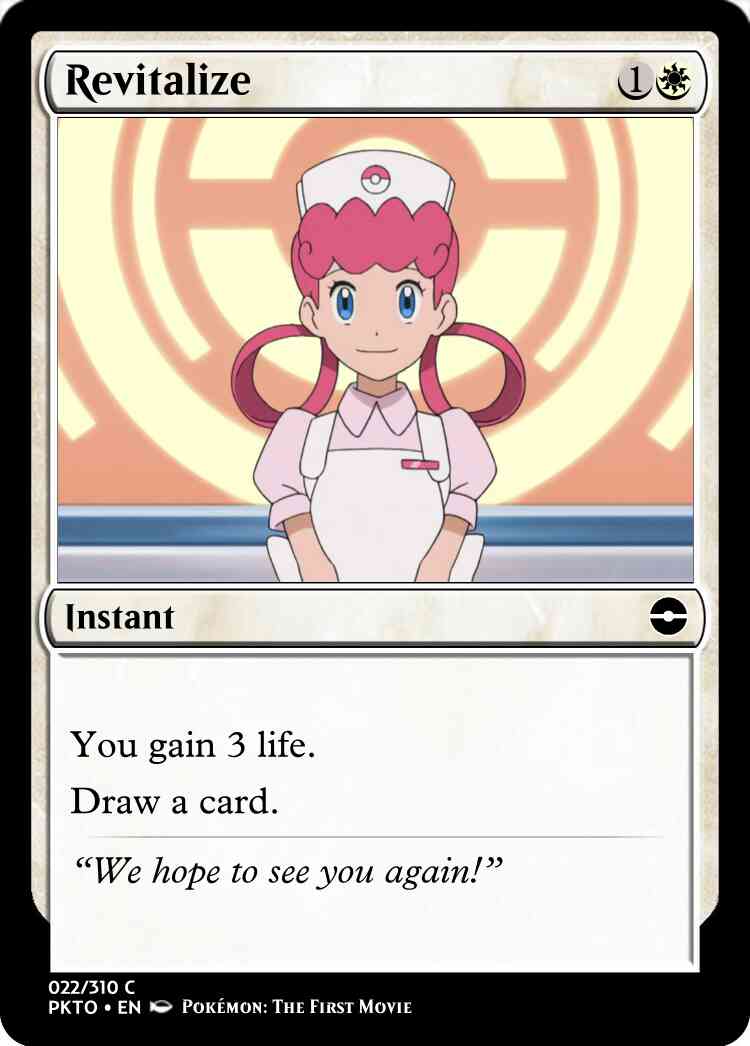 Revitalize 1
Instant
You gain 3 life.
Draw a card.
“We hope to see you again!”
022/310 C
PKTO • EN Pokémon: The First Movie